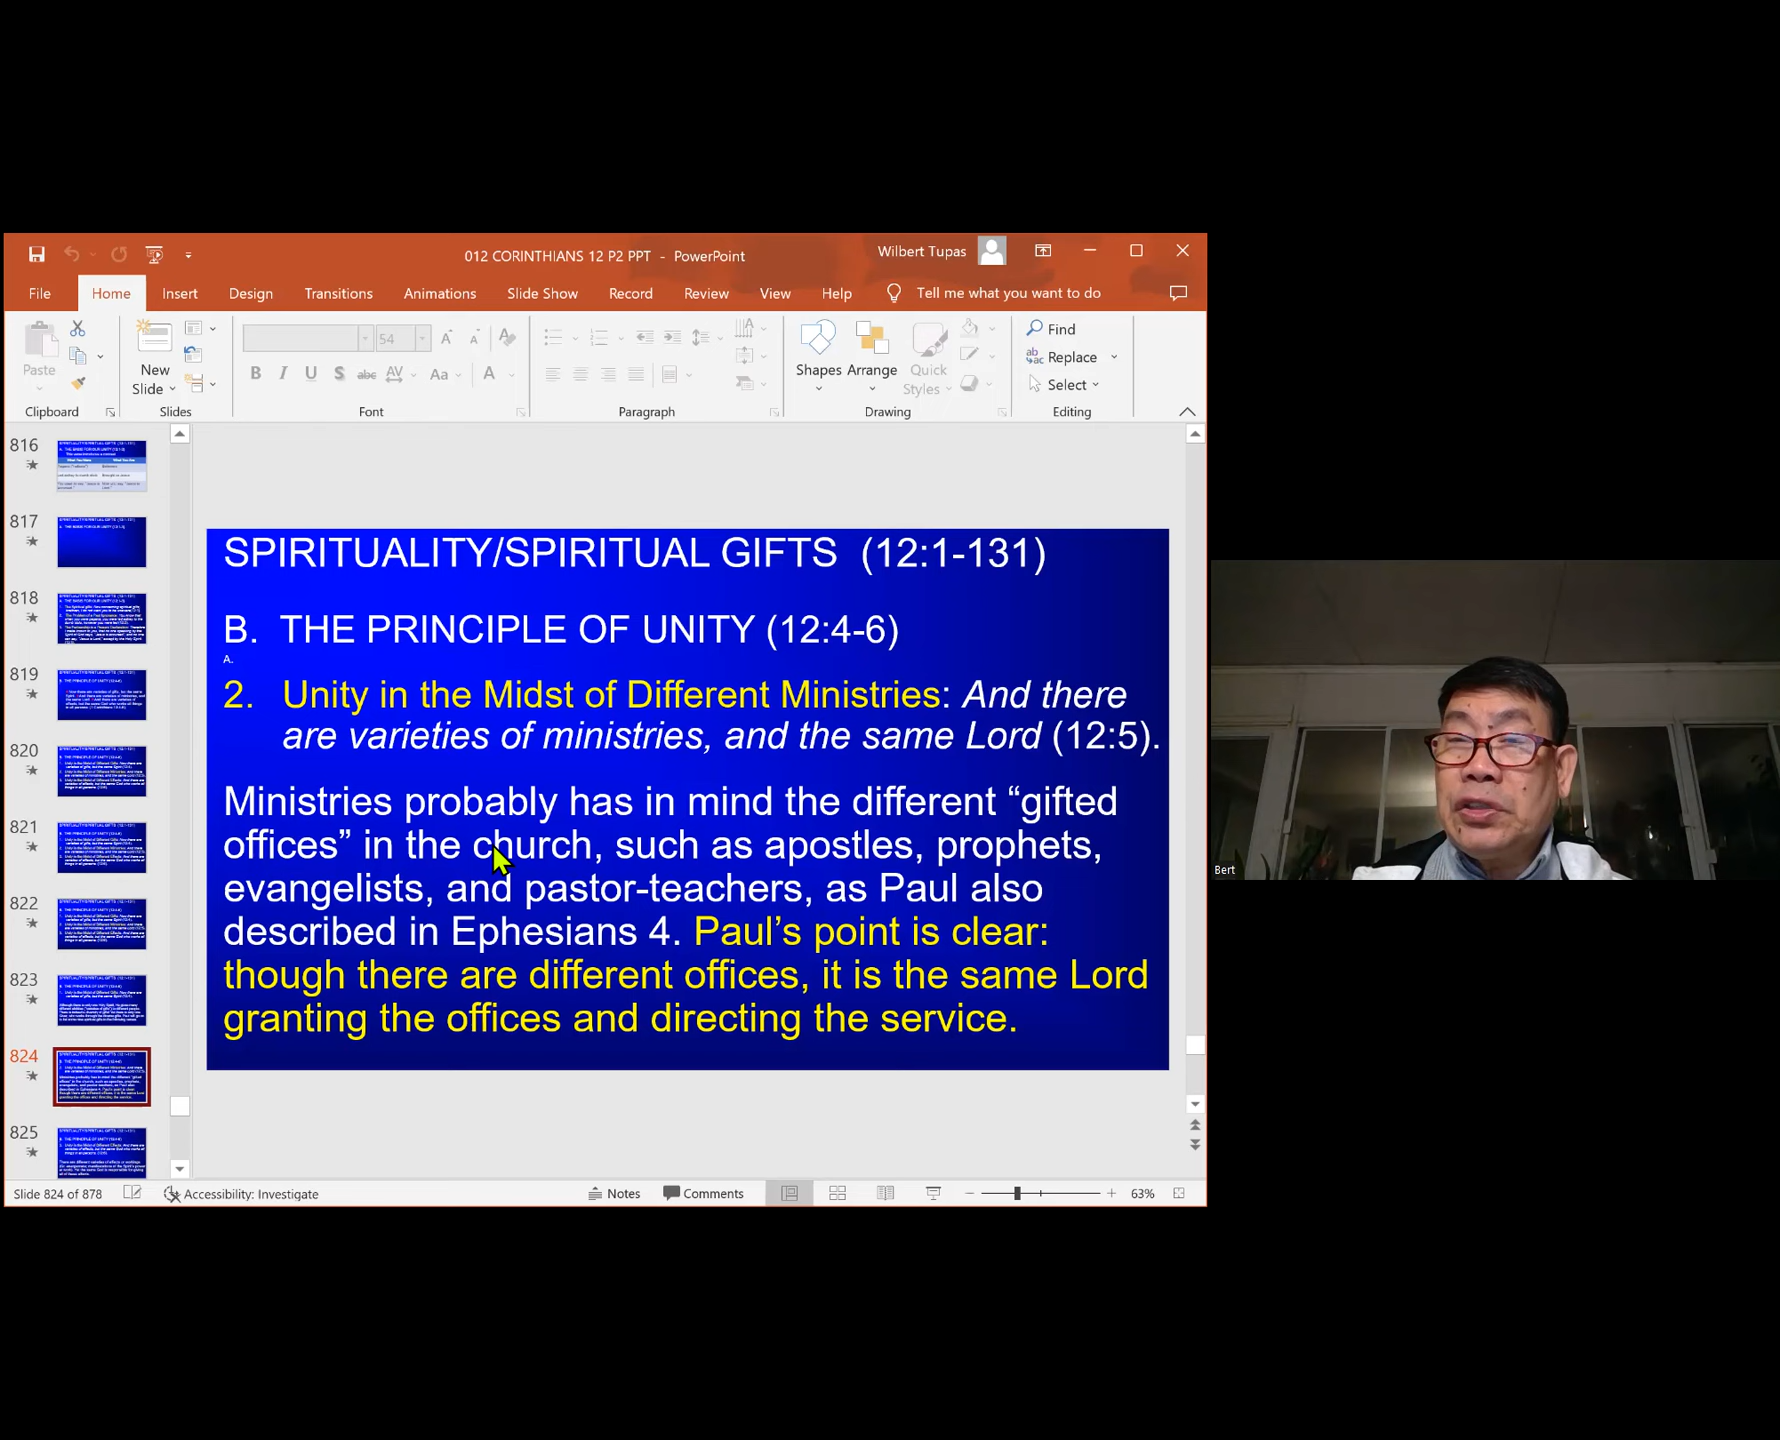 012 CORINTHIANS 12 P2 PPT - PowerPoint
Wilbert Tupas
File Home Insert Design Transitions Animations Slide Show Record Review View Help Tell me what you want to do
Paste
Clipboard
New
Slide
Slides
54
B I U S abc AV Aa A
Font
Paragraph
Shapes
Arrange
Quick
Styles
Drawing
Find
Replace
Select
Editing
816
817
818
819
820
821
822
823
824
825
SPIRITUALITY/SPIRITUAL GIFTS (12:1-131)
B. THE PRINCIPLE OF UNITY (12:4-6)
A.
2. Unity in the Midst of Different Ministries: And there
are varieties of ministries, and the same Lord (12:5).
Ministries probably has in mind the different “gifted
offices” in the church, such as apostles, prophets,
evangelists, and pastor-teachers, as Paul also
described in Ephesians 4. Paul’s point is clear:
though there are different offices, it is the same Lord
granting the offices and directing the service.
Bert
Slide 824 of 878 Accessibility: Investigate Notes Comments 63%